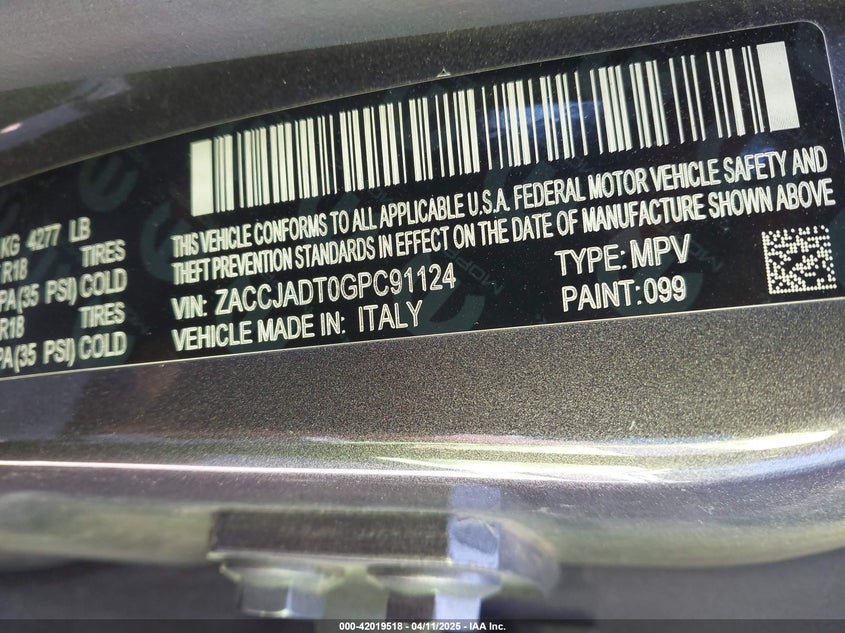 THIS VEHICLE CONFORMS TO ALL APPLICABLE U.S.A. FEDERAL MOTOR VEHICLE SAFETY AND
THEFT PREVENTION STANDARDS IN EFFECT ON THE DATE OF MANUFACTURE SHOWN ABOVE
VIN: ZACCJADT0GPC91124 TYPE: MPV
VEHICLE MADE IN: ITALY PAINT: 099
KG 4277 LB
R18 TIRES
PA(35 PSI) COLD
R18 TIRES
PA(35 PSI) COLD
MOPAR
000-42019518 - 04/11/2025 - IAA Inc.